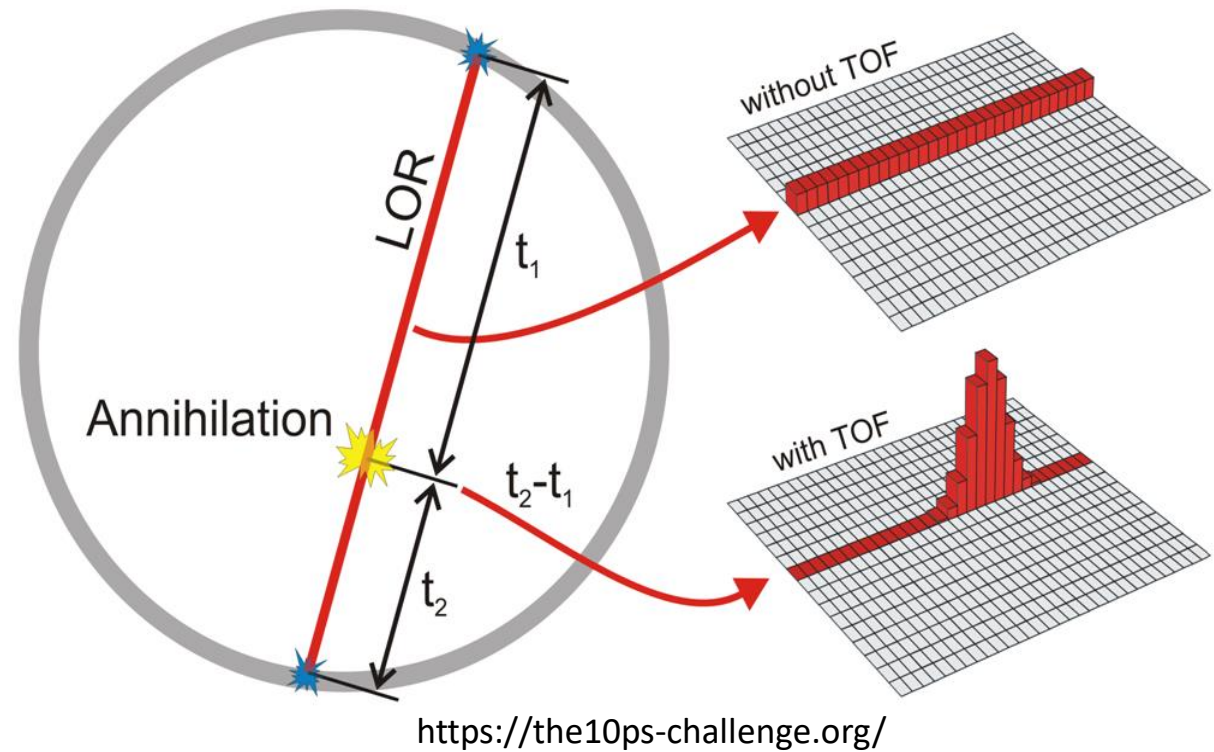 without TOF
LOR
t₁
Annihilation
with TOF
t₂-t₁
t₂
https://the10ps-challenge.org/